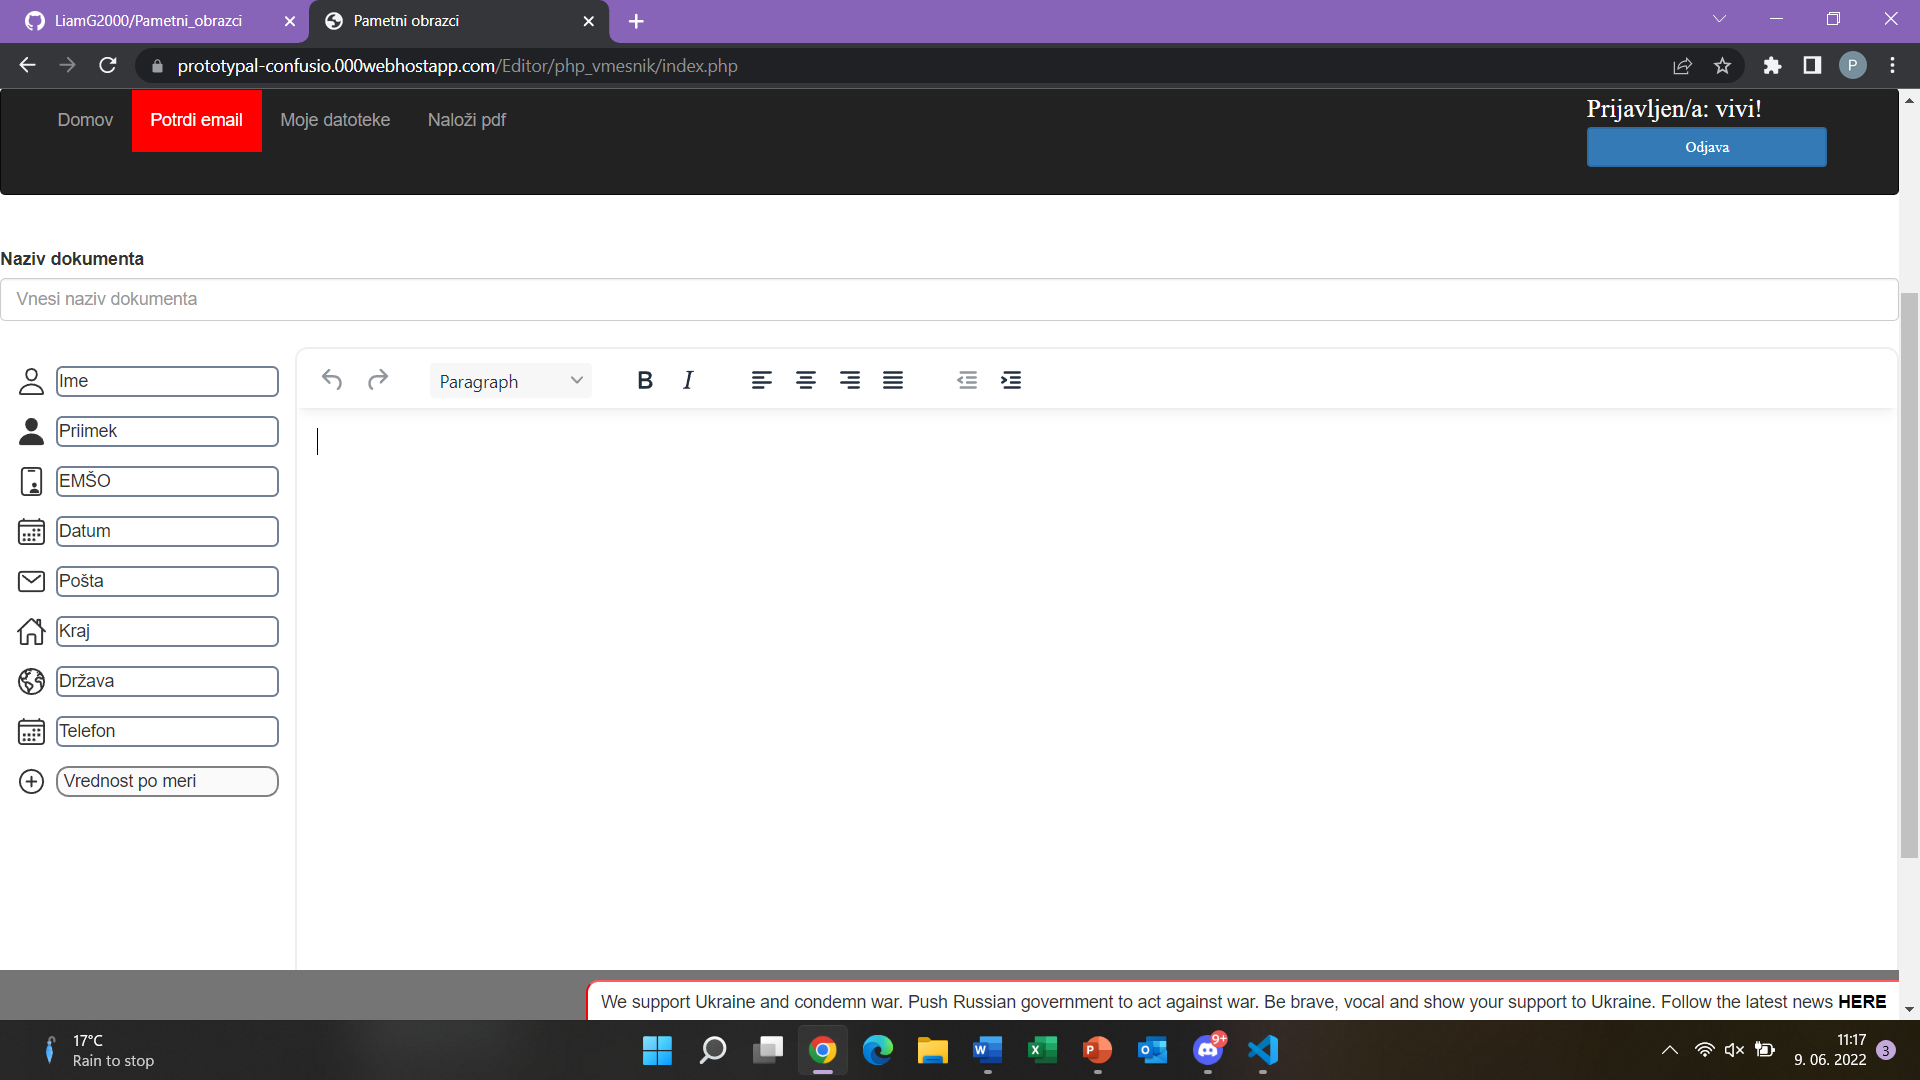 LiamG2000/Pametni_obrazci
Pametni obrazci
prototypal-confusio.000webhostapp.com/Editor/php_vmesnik/index.php
P
Domov
Potrdi email
Moje datoteke
Naloži pdf
Prijavljen/a: vivi!
Odjava
Naziv dokumenta
Vnesi naziv dokumenta
Paragraph
B
I
Ime
Priimek
EMŠO
Datum
Pošta
Kraj
Država
Telefon
Vrednost po meri
We support Ukraine and condemn war. Push Russian government to act against war. Be brave, vocal and show your support to Ukraine. Follow the latest news HERE
17°C
Rain to stop
W
X
P
O
9+
11:17
9. 06. 2022
3